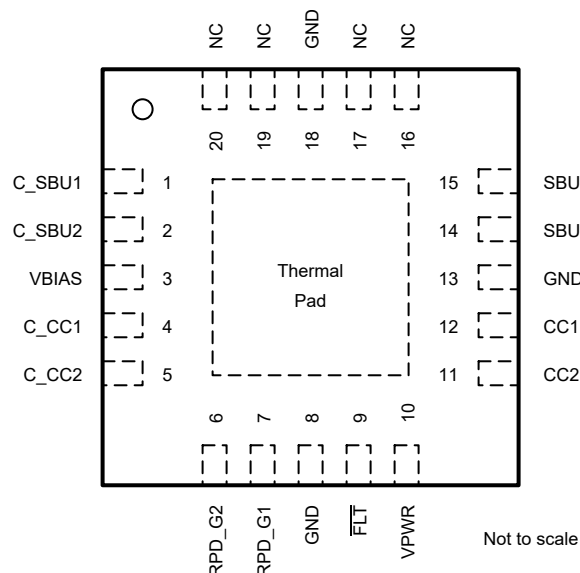 NC NC GND NC NC
20 19 18 17 16
C_SBU1 1 15 SBU
C_SBU2 2 14 SBU
VBIAS 3 Thermal Pad 13 GND
C_CC1 4 12 CC1
C_CC2 5 11 CC2
6 7 8 9 10
RPD_G2 RPD_G1 GND FLT VPWR
Not to scale